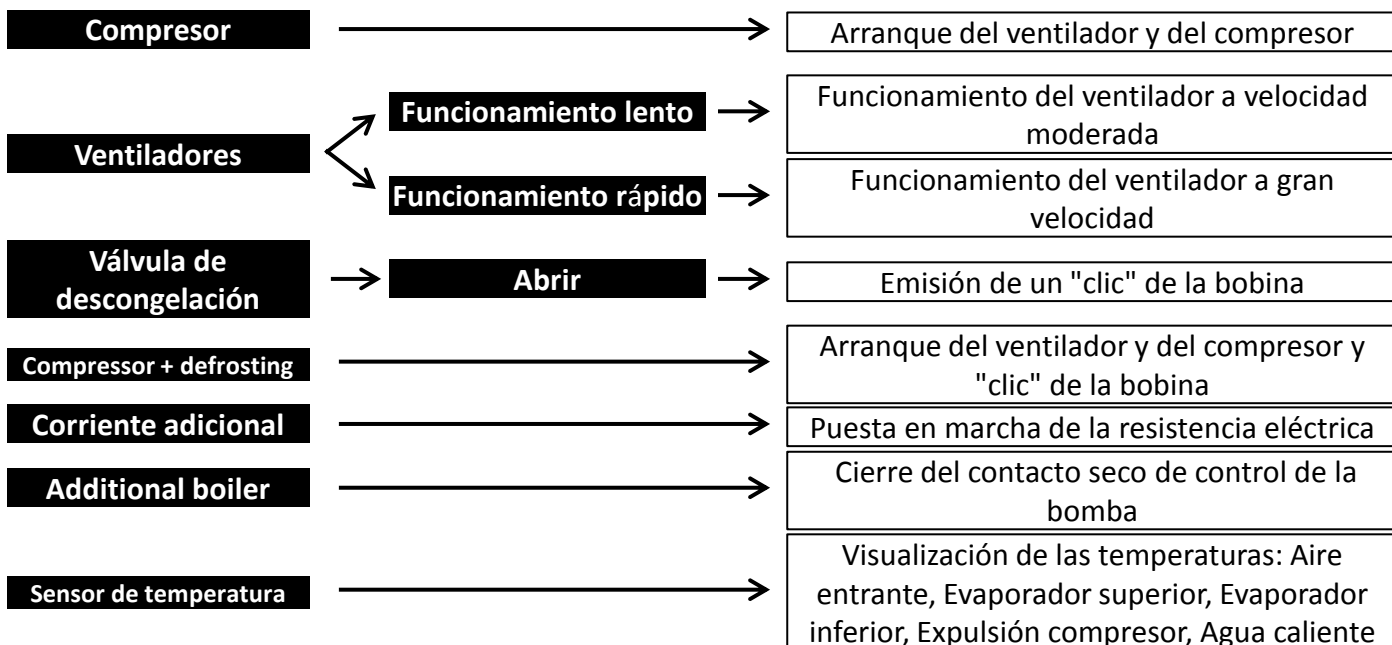 Compresor
Arranque del ventilador y del compresor
Ventiladores
Funcionamiento lento
Funcionamiento del ventilador a velocidad
moderada
Funcionamiento rápido
Funcionamiento del ventilador a gran
velocidad
Válvula de
descongelación
Abrir
Emisión de un "clic" de la bobina
Compressor + defrosting
Arranque del ventilador y del compresor y
"clic" de la bobina
Corriente adicional
Puesta en marcha de la resistencia eléctrica
Additional boiler
Cierre del contacto seco de control de la
bomba
Sensor de temperatura
Visualización de las temperaturas: Aire
entrante, Evaporador superior, Evaporador
inferior, Expulsión compresor, Agua caliente